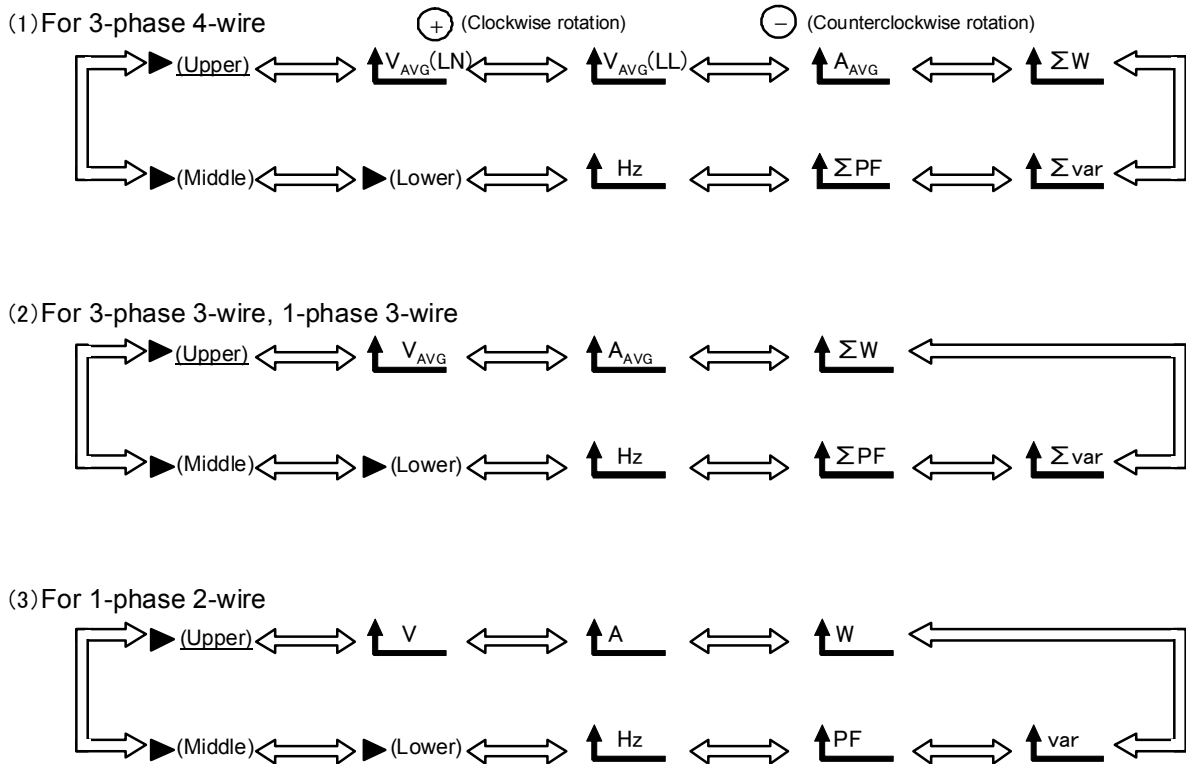 (1)For 3-phase 4-wire + (Clockwise rotation) − (Counterclockwise rotation)
(Upper) VAVG(LN) VAVG(LL) AAVG ΣW
(Middle) (Lower) Hz ΣPF Σvar
(2)For 3-phase 3-wire, 1-phase 3-wire
(Upper) VAVG AAVG ΣW
(Middle) (Lower) Hz ΣPF Σvar
(3)For 1-phase 2-wire
(Upper) V A W
(Middle) (Lower) Hz PF var